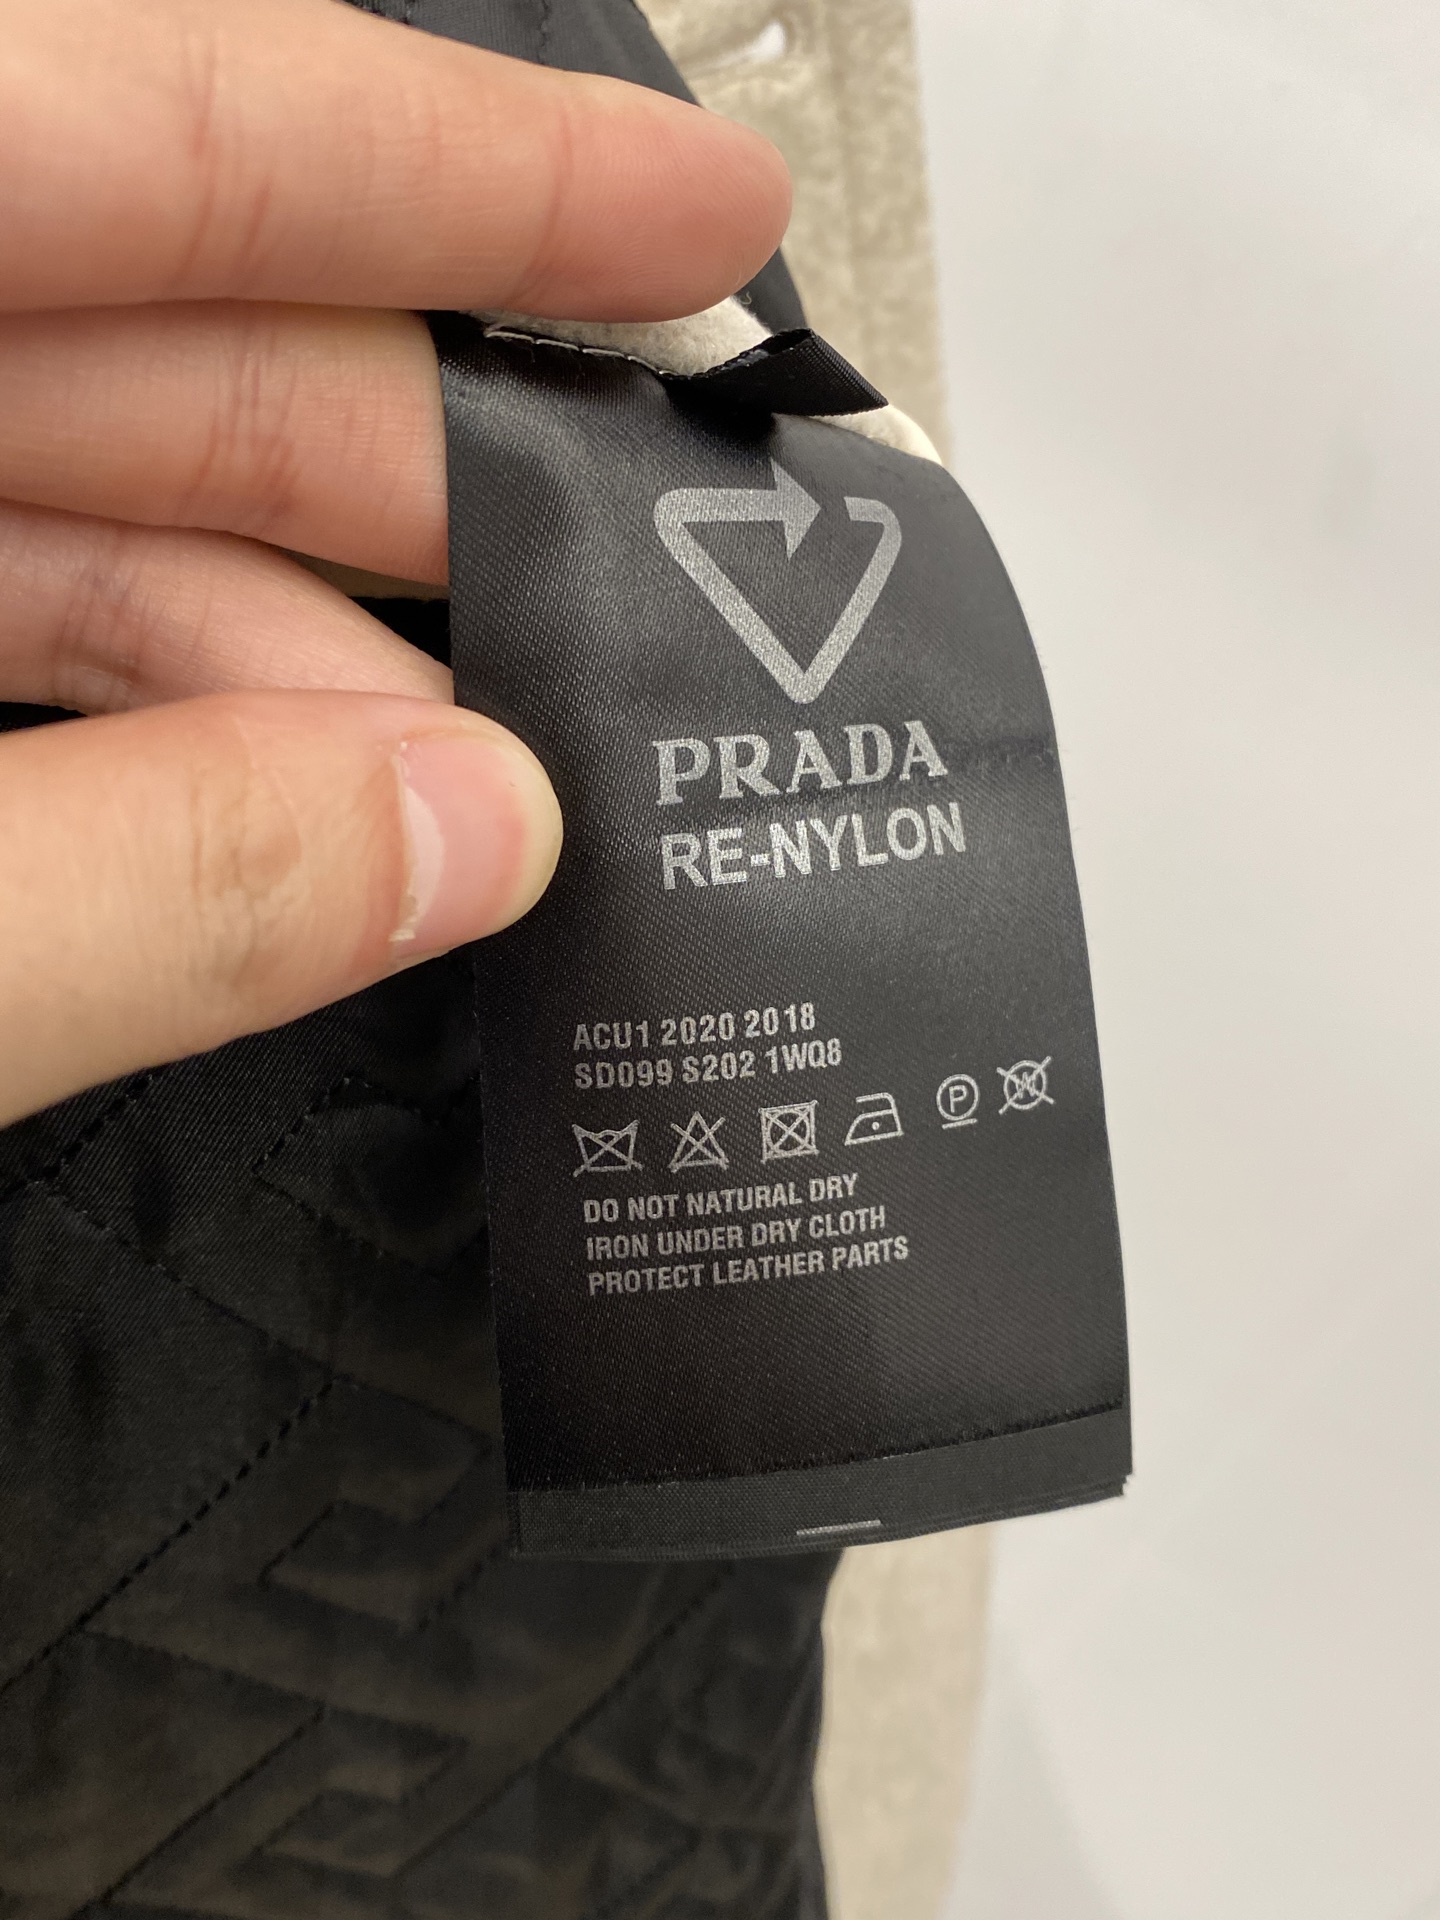 PRADA
RE-NYLON
ACU1 2020 2018
SD099 S202 1WQ8
P
W
DO NOT NATURAL DRY
IRON UNDER DRY CLOTH
PROTECT LEATHER PARTS